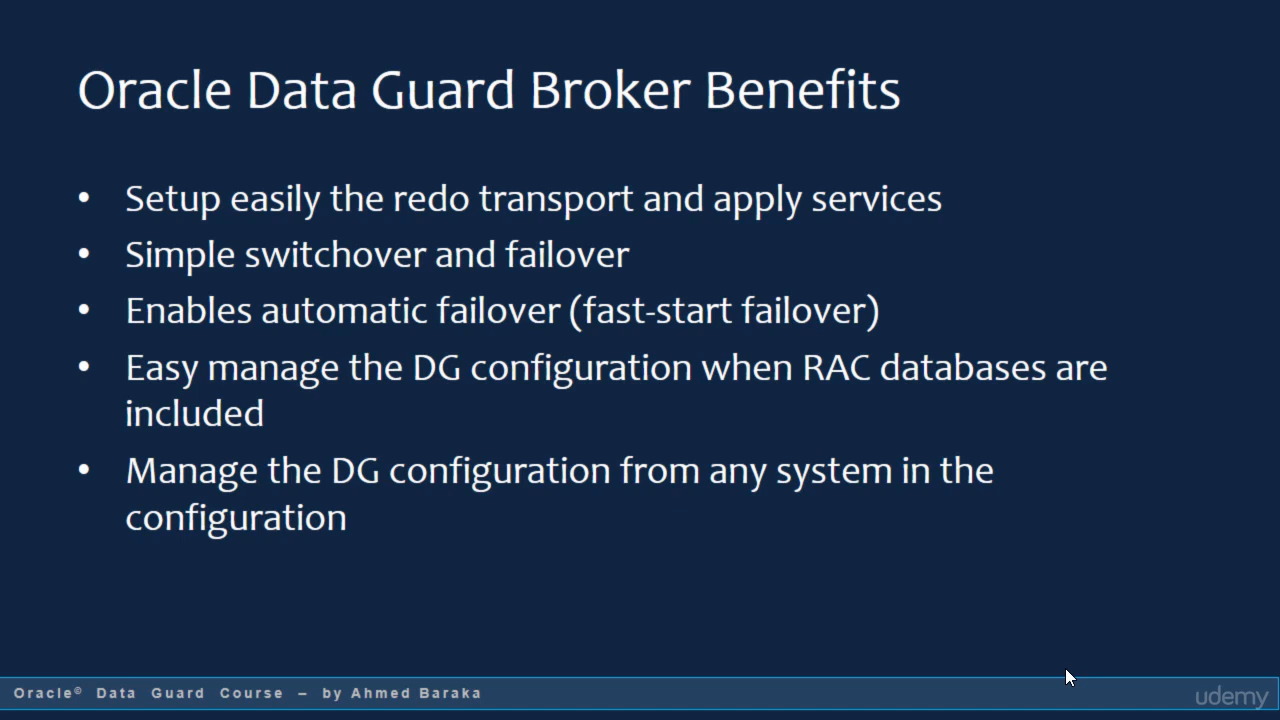 Oracle Data Guard Broker Benefits
• Setup easily the redo transport and apply services
• Simple switchover and failover
• Enables automatic failover (fast-start failover)
• Easy manage the DG configuration when RAC databases are
included
• Manage the DG configuration from any system in the
configuration
Oracle© Data Guard Course – by Ahmed Baraka
udemy